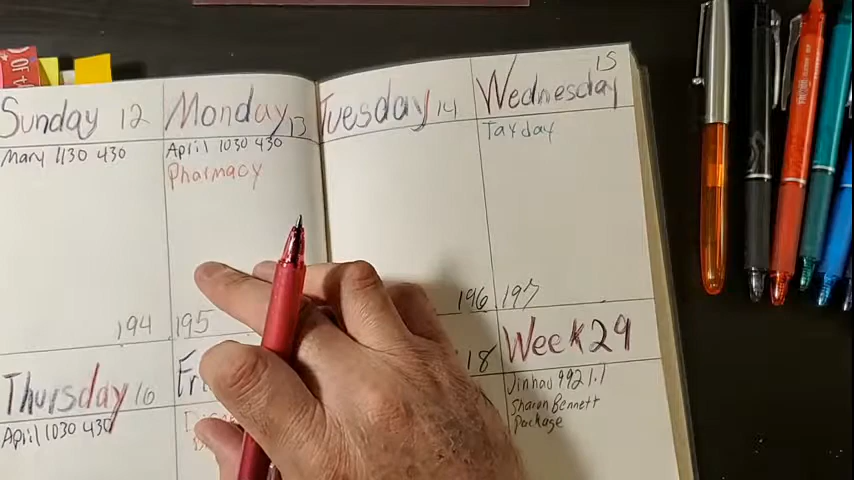 Sunday 12
Mary 1130 430
194
Monday 13
April 1030 430
Pharmacy
195
Tuesday 14
196
Wednesday 15
Tax day
197
Thursday 16
April 1030 430
18
Week 29
Jinhau 992 1.1
Sharon Bennett
Package